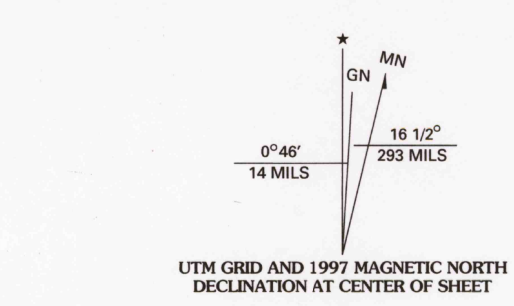 ★
MN
GN
0°46′
14 MILS
16 1/2°
293 MILS
UTM GRID AND 1997 MAGNETIC NORTH
DECLINATION AT CENTER OF SHEET